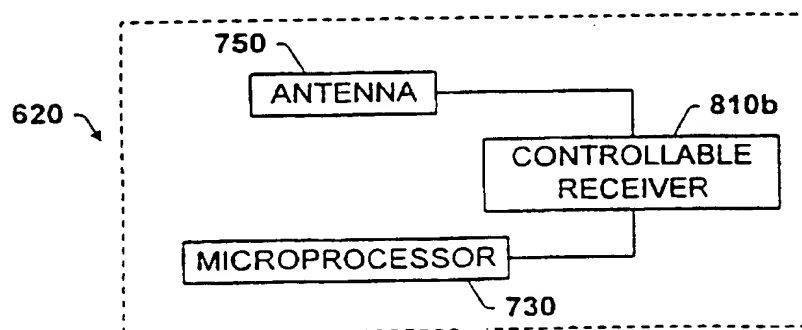 750
ANTENNA
620
810b
CONTROLLABLE
RECEIVER
MICROPROCESSOR
730